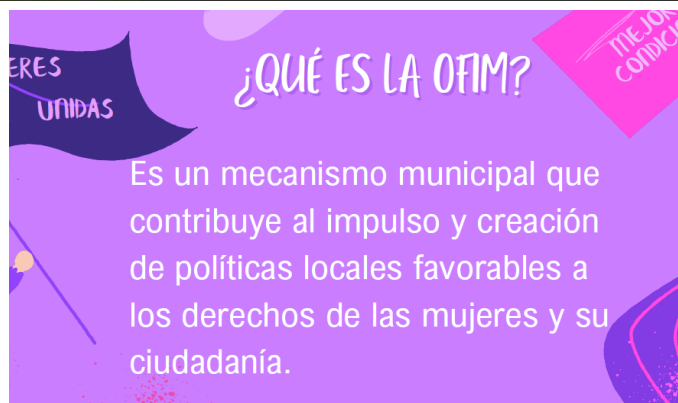 ERES
UNIDAS
¿QUÉ ES LA OFIM?
MEJOR
CONDICIO
Es un mecanismo municipal que
contribuye al impulso y creación
de políticas locales favorables a
los derechos de las mujeres y su
ciudadanía.